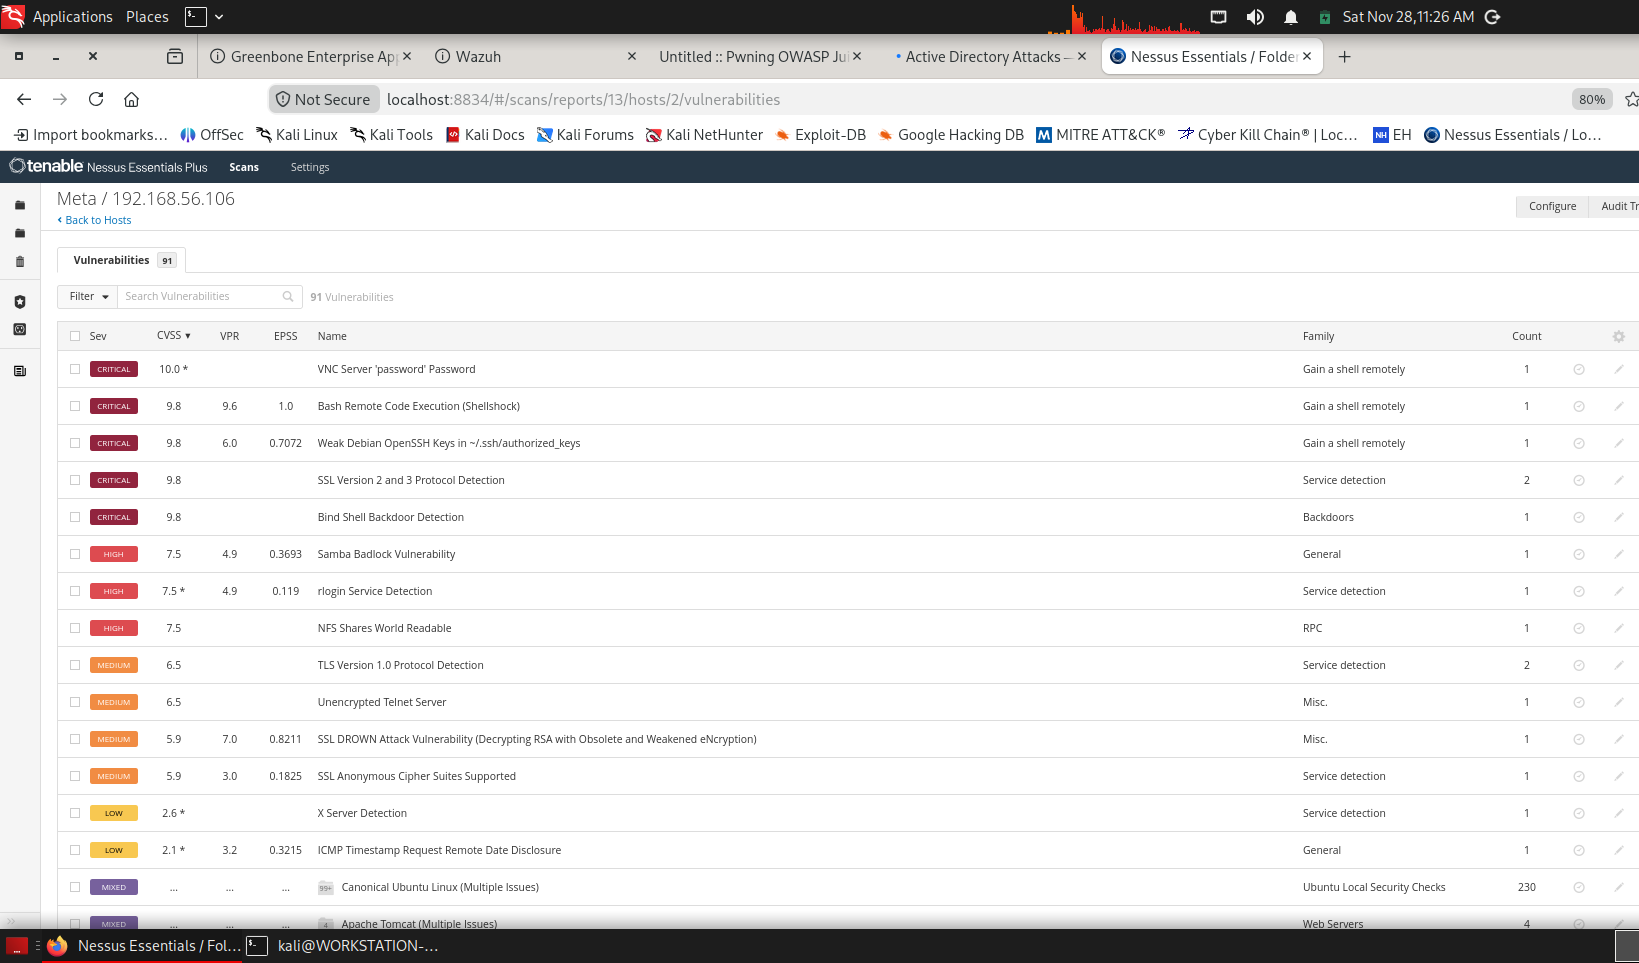 Applications Places Sat Nov 28,11:26 AM
Greenbone Enterprise App Wazuh Untitled :: Pwning OWASP Jui Active Directory Attacks – Nessus Essentials / Folder
Not Secure localhost:8834/#/scans/reports/13/hosts/2/vulnerabilities 80%
Import bookmarks... OffSec Kali Linux Kali Tools Kali Docs Kali Forums Kali NetHunter Exploit-DB Google Hacking DB MITRE ATT&CK® Cyber Kill Chain® | Loc... NH EH Nessus Essentials / Lo...
tenable Nessus Essentials Plus Scans Settings
Meta / 192.168.56.106
Back to Hosts
Configure Audit Tr
Vulnerabilities 91
Filter Search Vulnerabilities 91 Vulnerabilities
Sev CVSS VPR EPSS Name Family Count
CRITICAL 10.0 * VNC Server 'password' Password Gain a shell remotely 1
CRITICAL 9.8 9.6 1.0 Bash Remote Code Execution (Shellshock) Gain a shell remotely 1
CRITICAL 9.8 6.0 0.7072 Weak Debian OpenSSH Keys in ~/.ssh/authorized_keys Gain a shell remotely 1
CRITICAL 9.8 SSL Version 2 and 3 Protocol Detection Service detection 2
CRITICAL 9.8 Bind Shell Backdoor Detection Backdoors 1
HIGH 7.5 4.9 0.3693 Samba Badlock Vulnerability General 1
HIGH 7.5 * 4.9 0.119 rlogin Service Detection Service detection 1
HIGH 7.5 NFS Shares World Readable RPC 1
MEDIUM 6.5 TLS Version 1.0 Protocol Detection Service detection 2
MEDIUM 6.5 Unencrypted Telnet Server Misc. 1
MEDIUM 5.9 7.0 0.8211 SSL DROWN Attack Vulnerability (Decrypting RSA with Obsolete and Weakened eNcryption) Misc. 1
MEDIUM 5.9 3.0 0.1825 SSL Anonymous Cipher Suites Supported Service detection 1
LOW 2.6 * X Server Detection Service detection 1
LOW 2.1 * 3.2 0.3215 ICMP Timestamp Request Remote Date Disclosure General 1
MIXED ... ... ... 99+ Canonical Ubuntu Linux (Multiple Issues) Ubuntu Local Security Checks 230
MIXED ... ... ... 4 Apache Tomcat (Multiple Issues) Web Servers 4
Nessus Essentials / Fol... kali@WORKSTATION-...